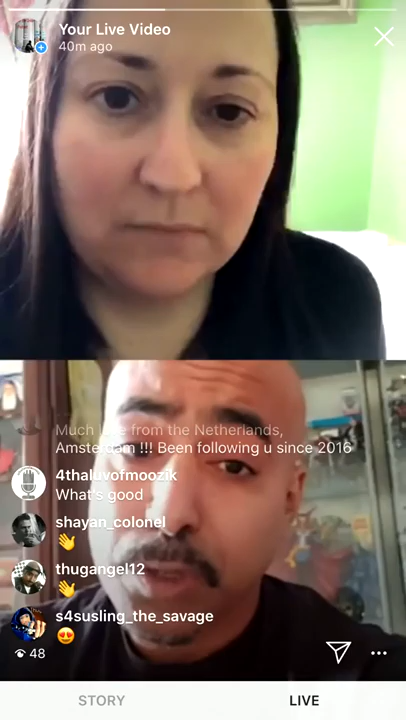 Your Live Video
40m ago
Much love from the Netherlands,
Amsterdam !!! Been following u since 2016
4thaluvofmoozik
What's good
shayan_colonel
👋
thugangel12
👋
s4susling_the_savage
😍
48
STORY
LIVE